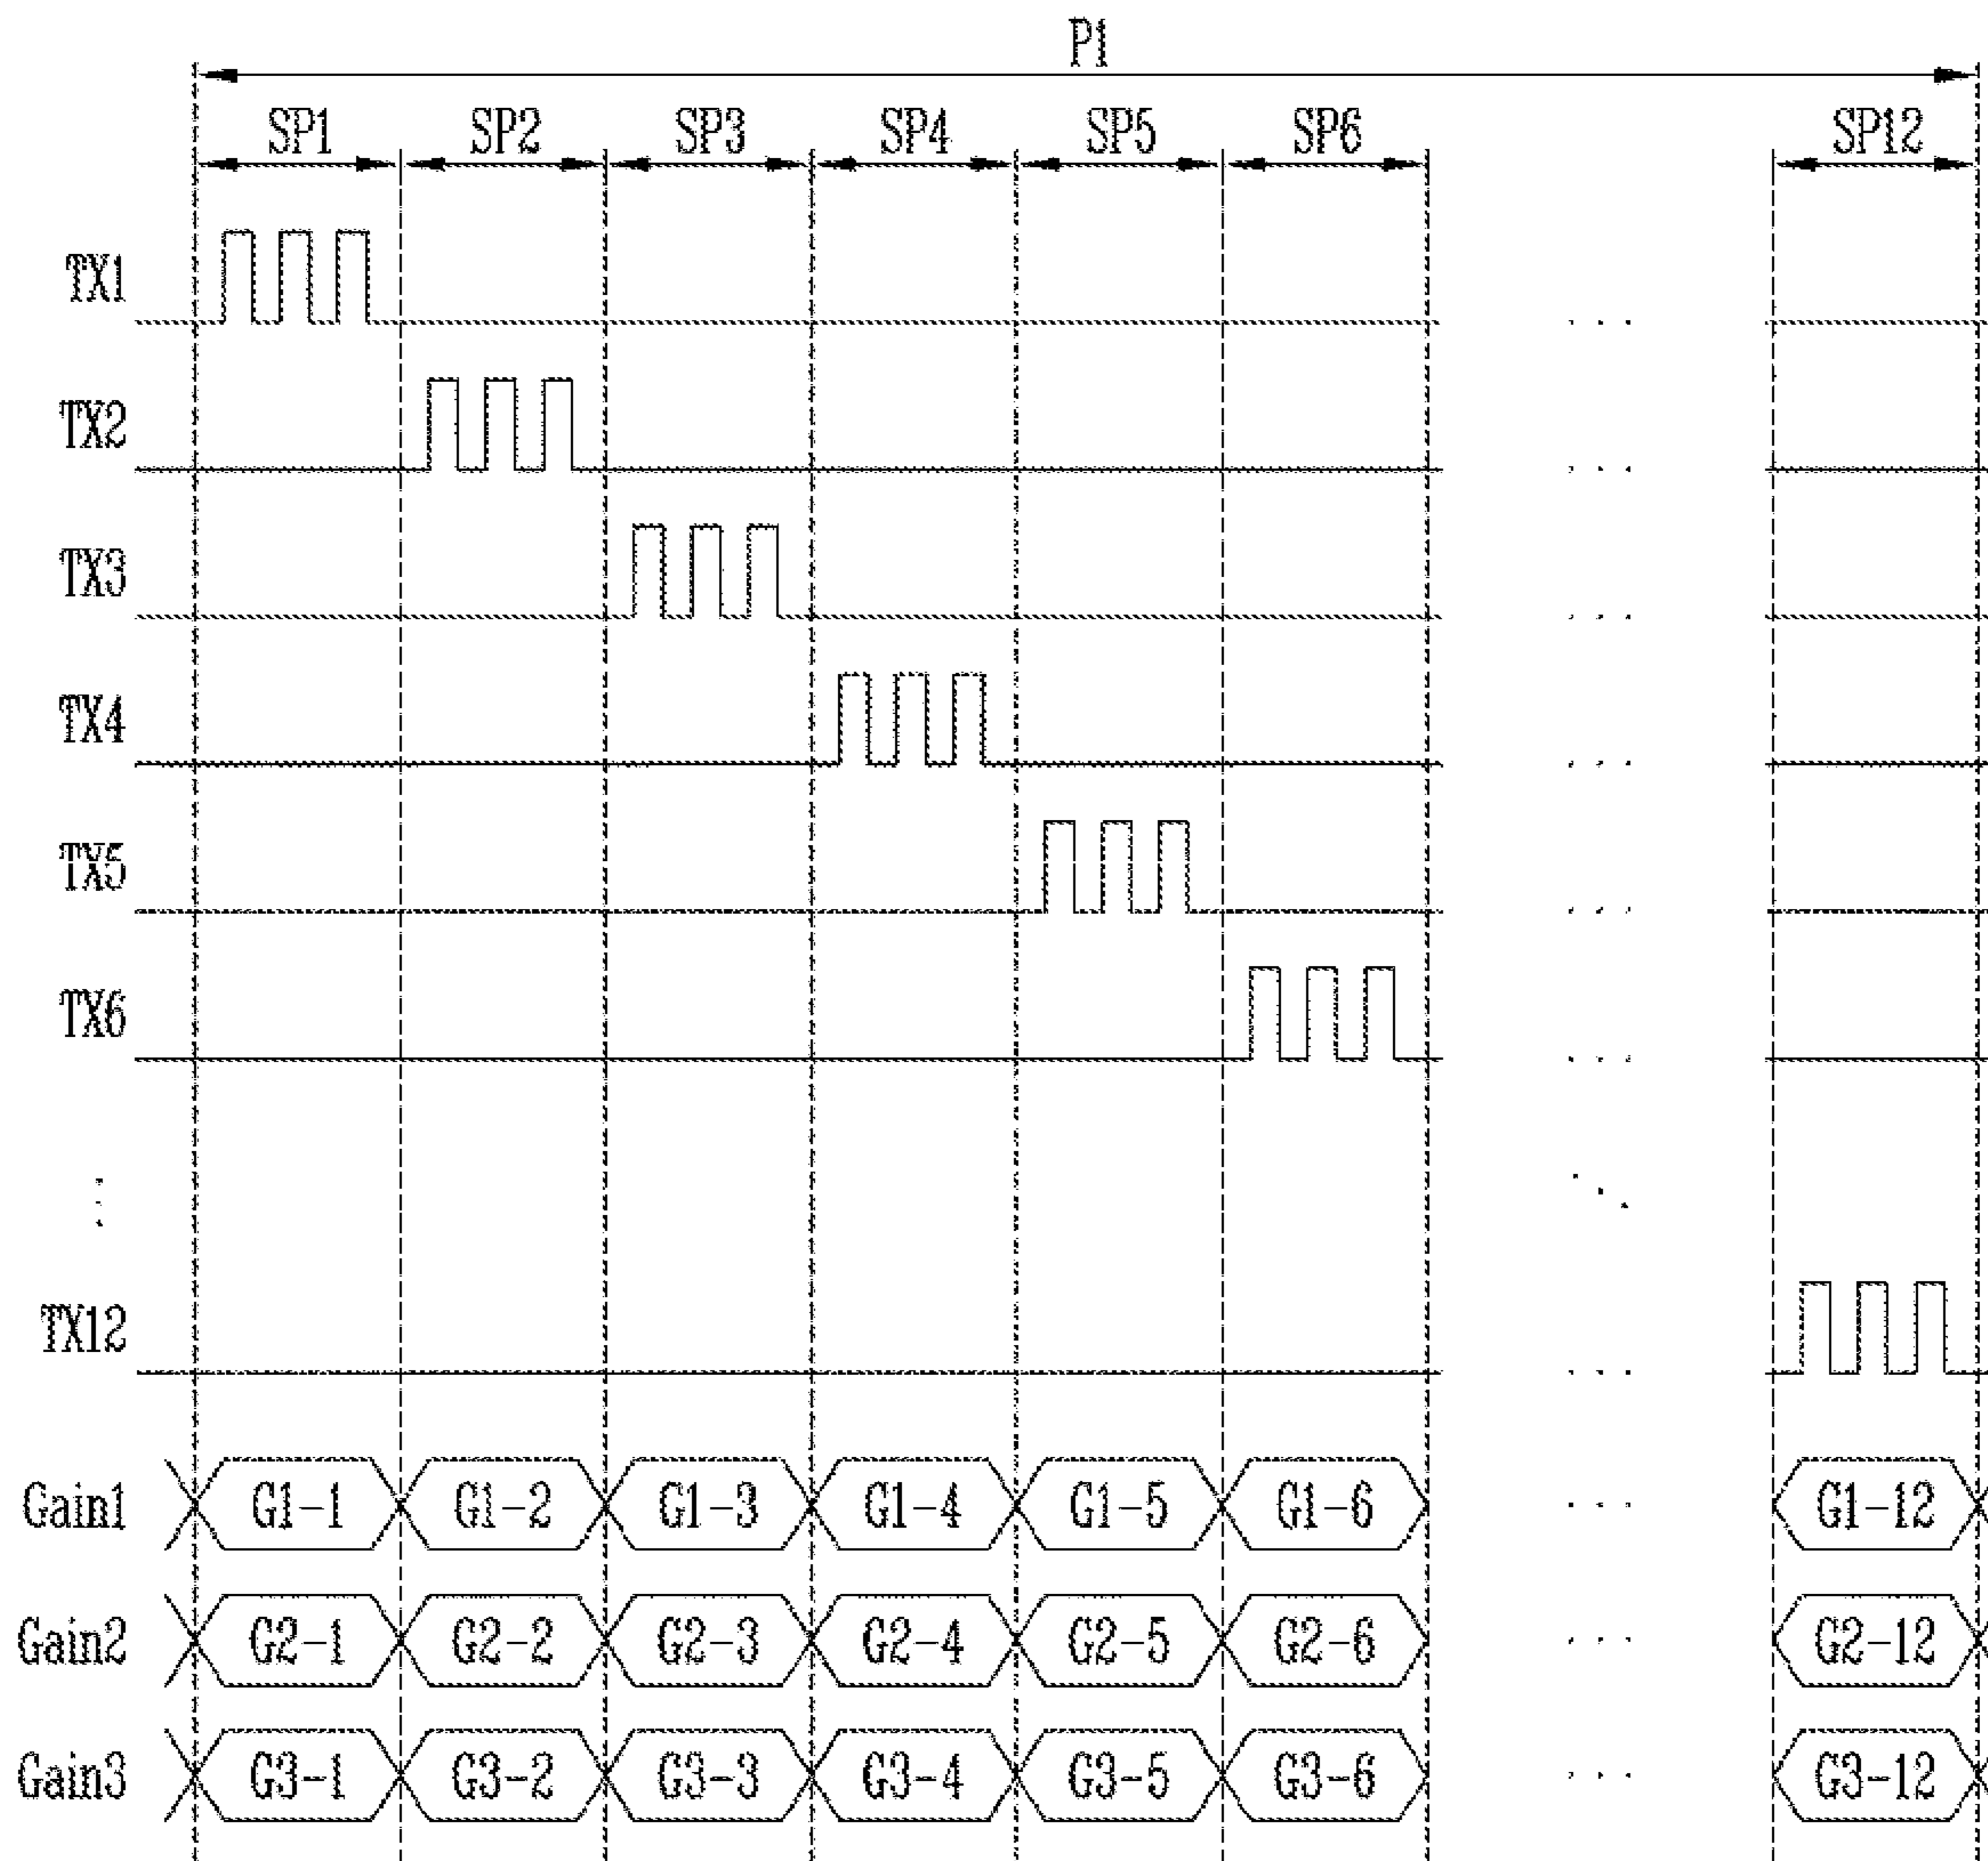 P1
SP1 SP2 SP3 SP4 SP5 SP6 SP12
TX1
TX2
TX3
TX4
TX5
TX6
TX12
Gain1 G1-1 G1-2 G1-3 G1-4 G1-5 G1-6 G1-12
Gain2 G2-1 G2-2 G2-3 G2-4 G2-5 G2-6 G2-12
Gain3 G3-1 G3-2 G3-3 G3-4 G3-5 G3-6 G3-12